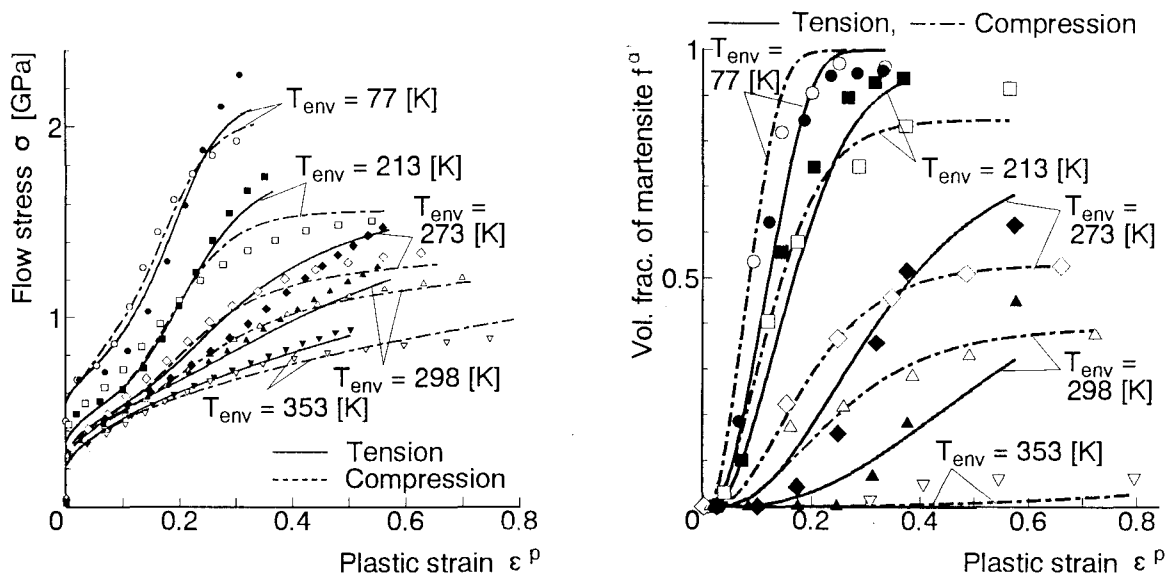 Flow stress σ [GPa]
2
1
0
T_env = 77 [K]
T_env = 213 [K]
T_env =
273 [K]
T_env = 298 [K]
T_env = 353 [K]
Tension
Compression
0
0.2
0.4
0.6
0.8
Plastic strain ε^p
Tension,
Compression
Vol. frac. of martensite f^α'
1
0.5
0
T_env =
77 [K]
T_env = 213 [K]
T_env =
273 [K]
T_env =
298 [K]
T_env = 353 [K]
0
0.2
0.4
0.6
0.8
Plastic strain ε^p